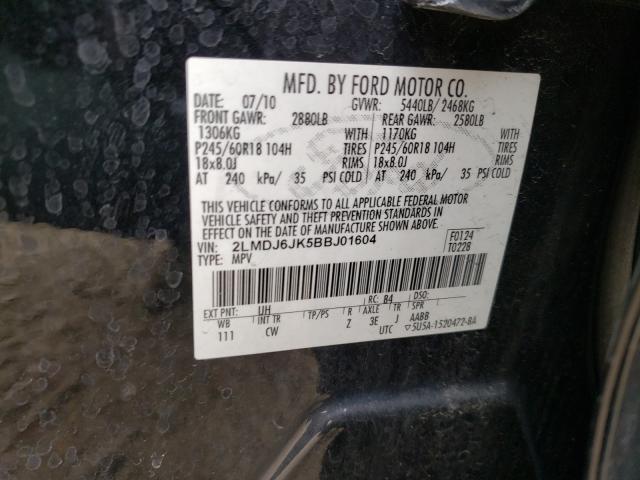 MFD. BY FORD MOTOR CO.
DATE: 07/10 GVWR: 5440LB/ 2468KG
FRONT GAWR: 2880LB REAR GAWR: 2580LB
1306KG WITH 1170KG WITH
P245/60R18 104H TIRES P245/60R18 104H TIRES
18x8.0J RIMS 18x8.0J RIMS
AT 240 kPa/ 35 PSI COLD AT 240 kPa/ 35 PSI COLD
THIS VEHICLE CONFORMS TO ALL APPLICABLE FEDERAL MOTOR
VEHICLE SAFETY AND THEFT PREVENTION STANDARDS IN
EFFECT ON THE DATE OF MANUFACTURE SHOWN ABOVE.
VIN: 2LMDJ6JK5BBJ01604 F0124
TYPE: MPV T0228
EXT PNT: UH RC: B4 DSO:
WB INT TR TP/PS R AXLE TR SPR
111 CW Z 3E J AABB
UTC 5U5A-1520472-BA